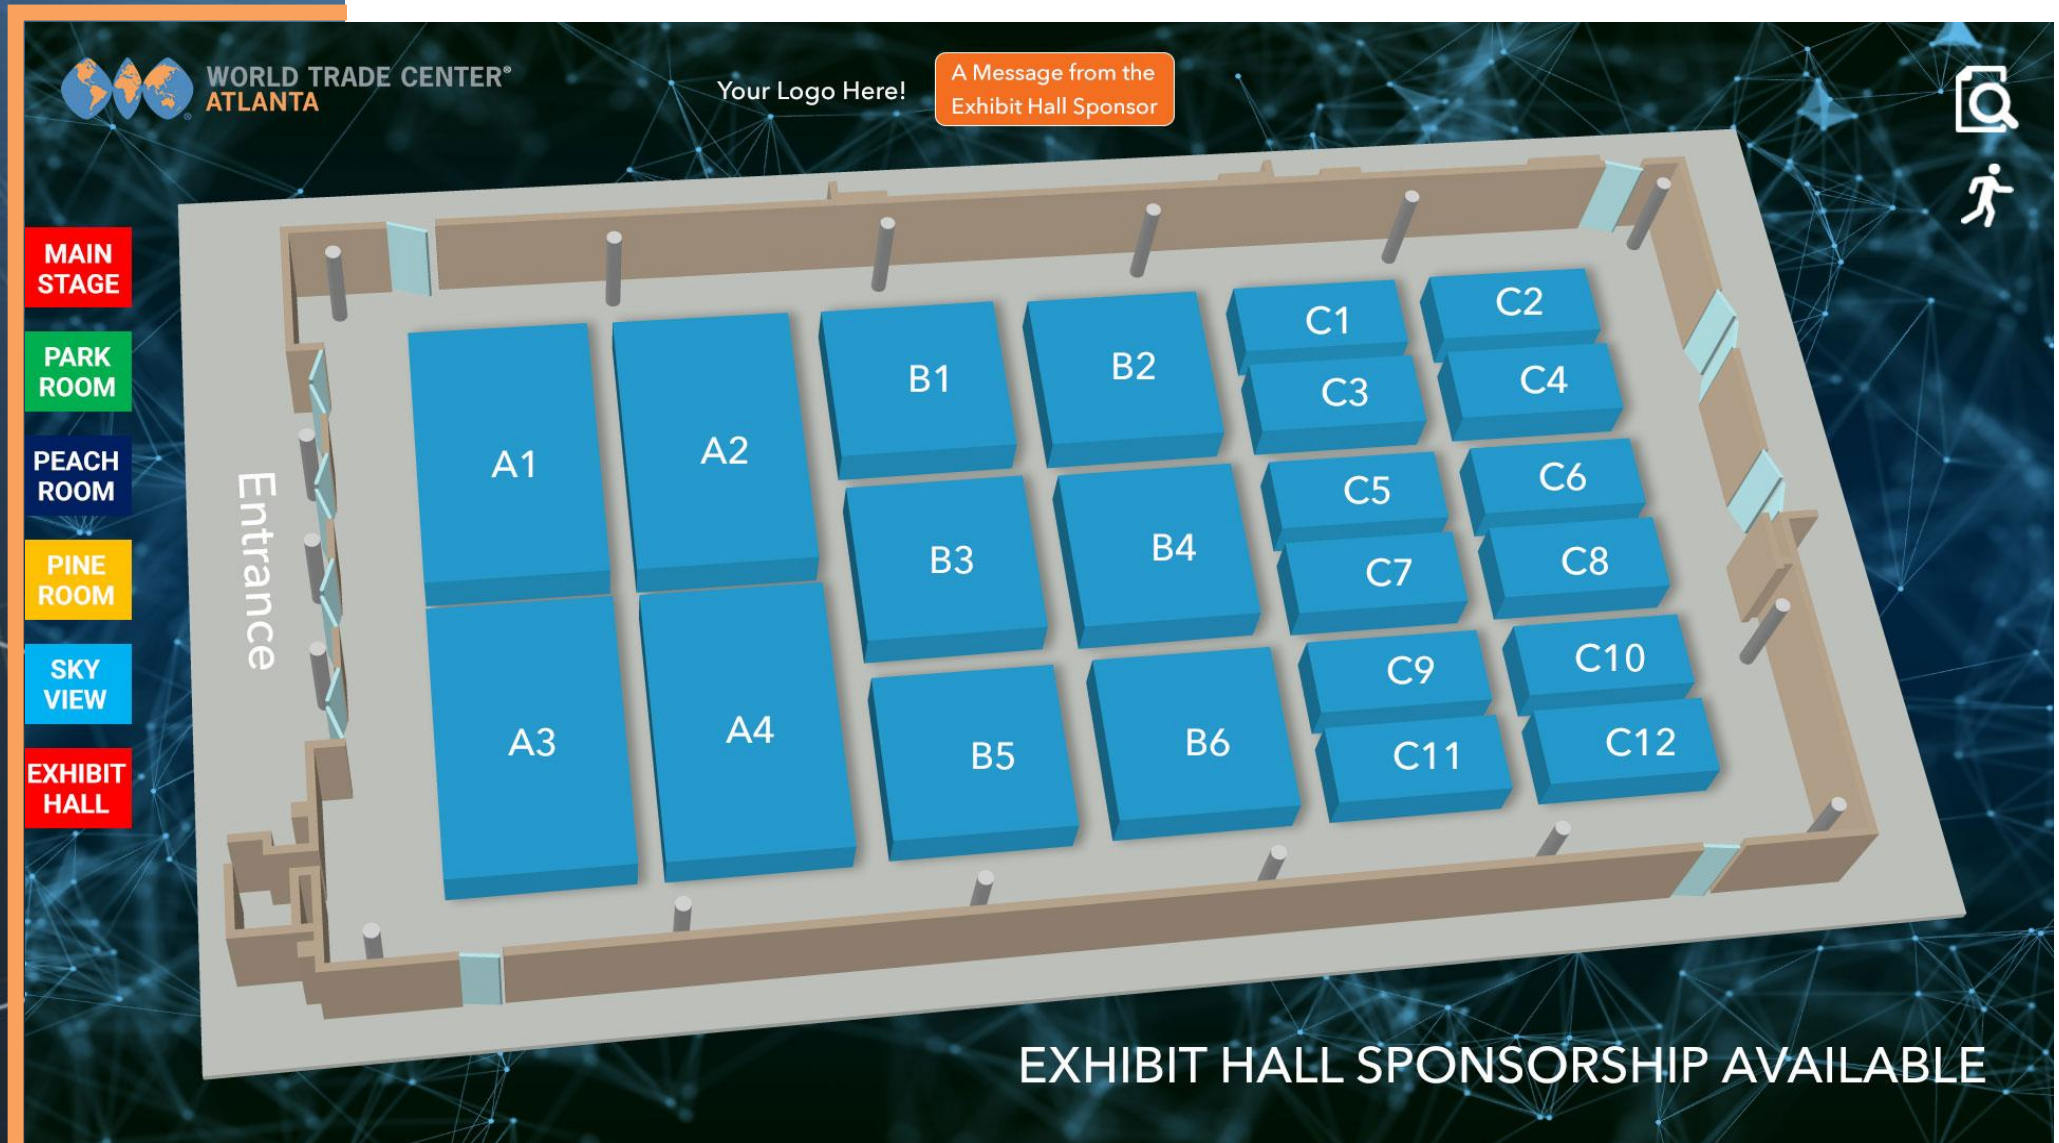 WORLD TRADE CENTER®
ATLANTA
Your Logo Here!
A Message from the
Exhibit Hall Sponsor
MAIN
STAGE
PARK
ROOM
PEACH
ROOM
PINE
ROOM
SKY
VIEW
EXHIBIT
HALL
Entrance
A1
A2
A3
A4
B1
B2
B3
B4
B5
B6
C1
C2
C3
C4
C5
C6
C7
C8
C9
C10
C11
C12
EXHIBIT HALL SPONSORSHIP AVAILABLE